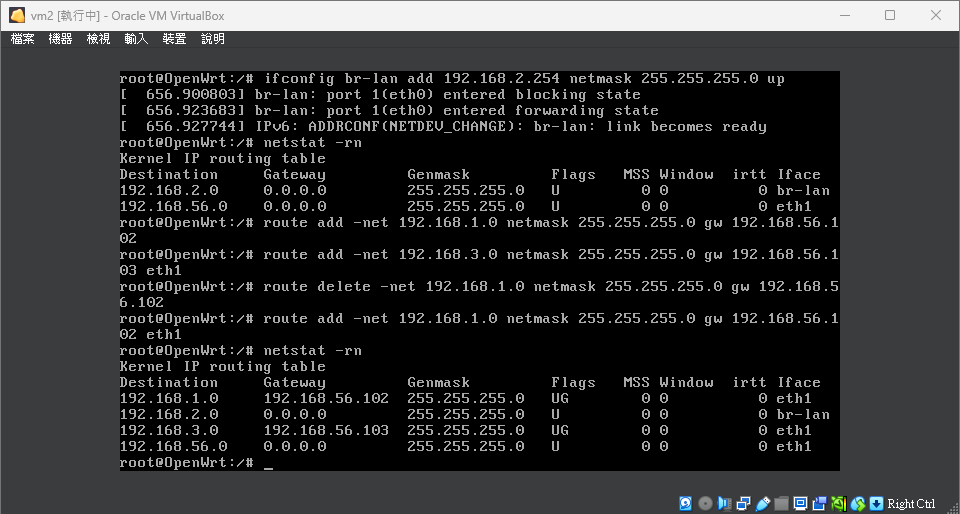 vm2 [執行中] - Oracle VM VirtualBox
檔案 機器 檢視 輸入 裝置 說明
root@OpenWrt:/# ifconfig br-lan add 192.168.2.254 netmask 255.255.255.0 up
[  656.900803] br-lan: port 1(eth0) entered blocking state
[  656.923683] br-lan: port 1(eth0) entered forwarding state
[  656.927744] IPv6: ADDRCONF(NETDEV_CHANGE): br-lan: link becomes ready
root@OpenWrt:/# netstat -rn
Kernel IP routing table
Destination     Gateway         Genmask         Flags   MSS Window  irtt Iface
192.168.2.0     0.0.0.0         255.255.255.0   U         0 0          0 br-lan
192.168.56.0    0.0.0.0         255.255.255.0   U         0 0          0 eth1
root@OpenWrt:/# route add -net 192.168.1.0 netmask 255.255.255.0 gw 192.168.56.1
02
root@OpenWrt:/# route add -net 192.168.3.0 netmask 255.255.255.0 gw 192.168.56.1
03 eth1
root@OpenWrt:/# route delete -net 192.168.1.0 netmask 255.255.255.0 gw 192.168.5
6.102
root@OpenWrt:/# route add -net 192.168.1.0 netmask 255.255.255.0 gw 192.168.56.1
02 eth1
root@OpenWrt:/# netstat -rn
Kernel IP routing table
Destination     Gateway         Genmask         Flags   MSS Window  irtt Iface
192.168.1.0     192.168.56.102  255.255.255.0   UG        0 0          0 eth1
192.168.2.0     0.0.0.0         255.255.255.0   U         0 0          0 br-lan
192.168.3.0     192.168.56.103  255.255.255.0   UG        0 0          0 eth1
192.168.56.0    0.0.0.0         255.255.255.0   U         0 0          0 eth1
root@OpenWrt:/# _
Right Ctrl